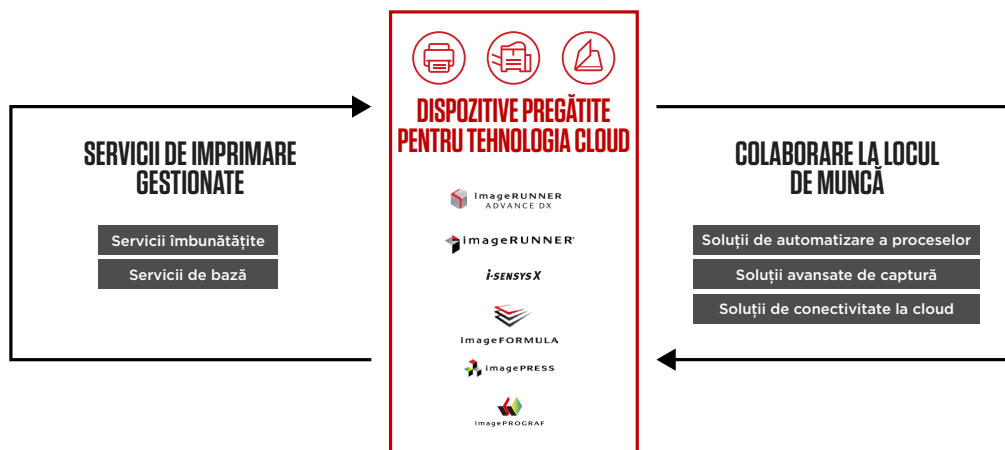 SERVICII DE IMPRIMARE
GESTIONATE
Servicii îmbunătățite
Servicii de bază
DISPOZITIVE PREGĂTITE
PENTRU TEHNOLOGIA CLOUD
imageRUNNER
ADVANCE DX
imageRUNNER
i-SENSYS X
imageFORMULA
imagePRESS
imagePROGRAF
COLABORARE LA LOCUL
DE MUNCĂ
Soluții de automatizare a proceselor
Soluții avansate de captură
Soluții de conectivitate la cloud